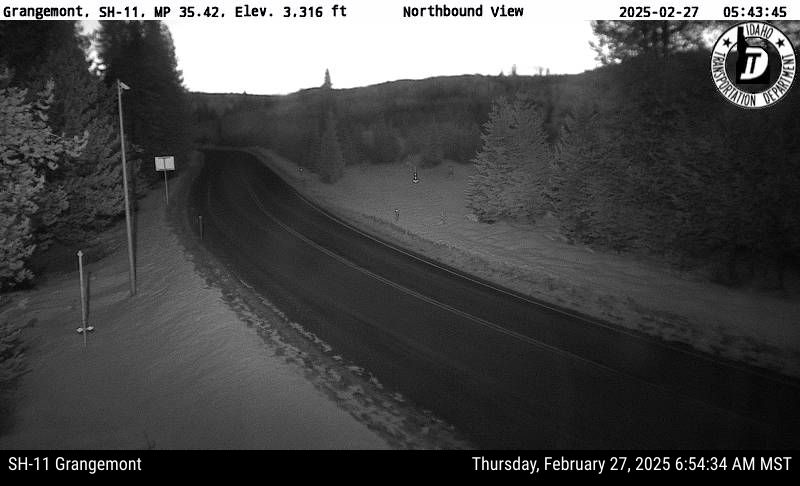 Grangemont, SH-11, MP 35.42, Elev. 3,316 ft Northbound View 2025-02-27 05:43:45
IDAHO
TRANSPORTATION DEPARTMENT
SH-11 Grangemont Thursday, February 27, 2025 6:54:34 AM MST